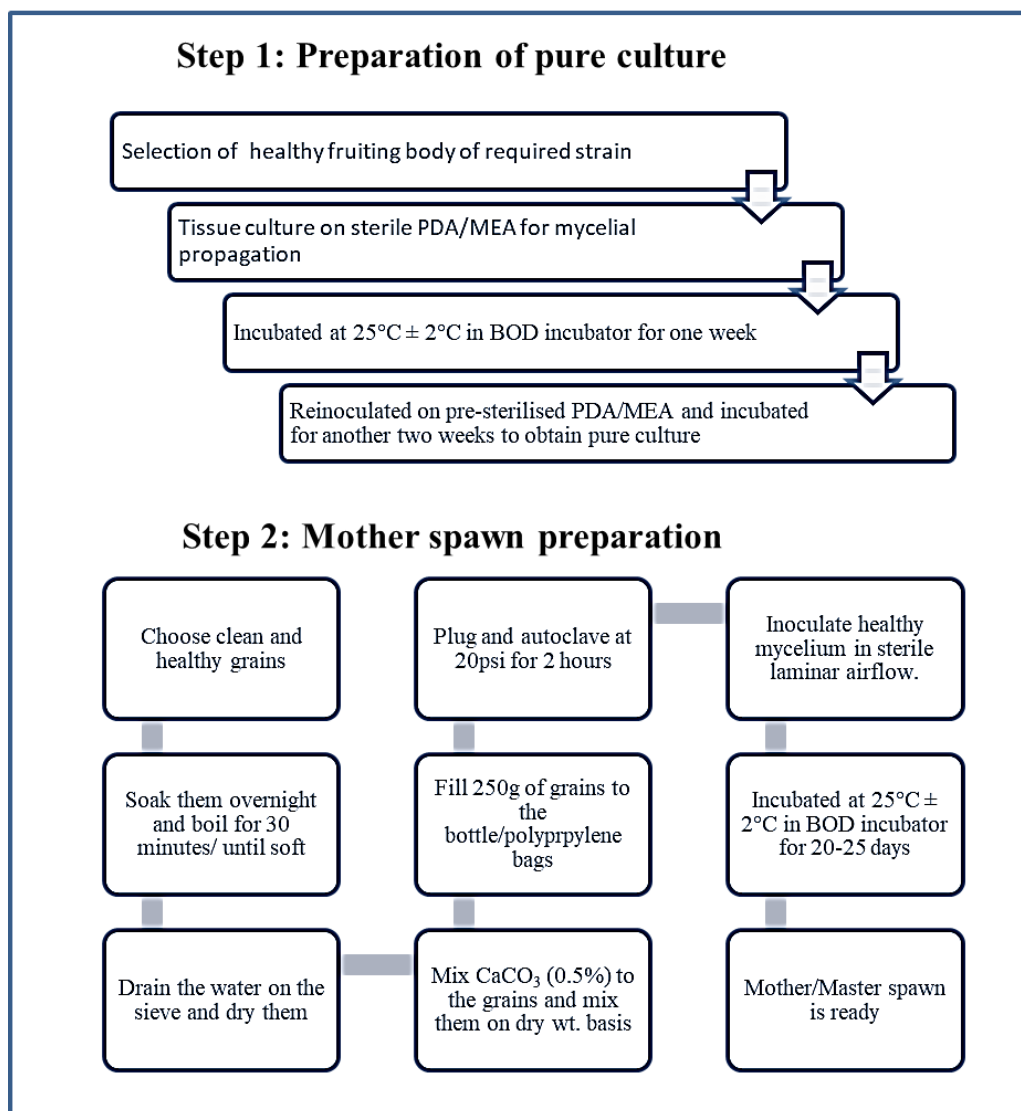 Step 1: Preparation of pure culture
Selection of healthy fruiting body of required strain
Tissue culture on sterile PDA/MEA for mycelial
propagation
Incubated at 25°C ± 2°C in BOD incubator for one week
Reinoculated on pre-sterilised PDA/MEA and incubated
for another two weeks to obtain pure culture
Step 2: Mother spawn preparation
Choose clean and
healthy grains
Soak them overnight
and boil for 30
minutes/ until soft
Drain the water on the
sieve and dry them
Mix CaCO₃ (0.5%) to
the grains and mix
them on dry wt. basis
Fill 250g of grains to
the
bottle/polyprpylene
bags
Plug and autoclave at
20psi for 2 hours
Inoculate healthy
mycelium in sterile
laminar airflow.
Incubated at 25°C ±
2°C in BOD incubator
for 20-25 days
Mother/Master spawn
is ready